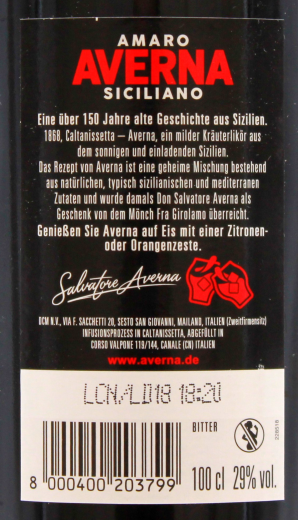 AMARO
AVERNA
SICILIANO
Eine über 150 Jahre alte Geschichte aus Sizilien.
1868, Caltanissetta – Averna, ein milder Kräuterlikör aus
dem sonnigen und einladenden Sizilien.
Das Rezept von Averna ist eine geheime Mischung bestehend
aus natürlichen, typisch sizilianischen und mediterranen
Zutaten und wurde damals Don Salvatore Averna als
Geschenk von dem Mönch Fra Girolamo überreicht.
Genießen Sie Averna auf Eis mit einer Zitronen-
oder Orangenzeste.
Salvatore Averna
DCM N.V., VIA F. SACCHETTI 20, SESTO SAN GIOVANNI, MAILAND, ITALIEN (Zweitfirmensitz)
INFUSIONSPROZESS IN CALTANISSETTA, ABGEFÜLLT IN
CORSO VALPONE 119/144, CANALE (CN) ITALIEN
www.averna.de
LCN/LD18 18:20
BITTER
8 000400 203799
100 cl 29% vol.